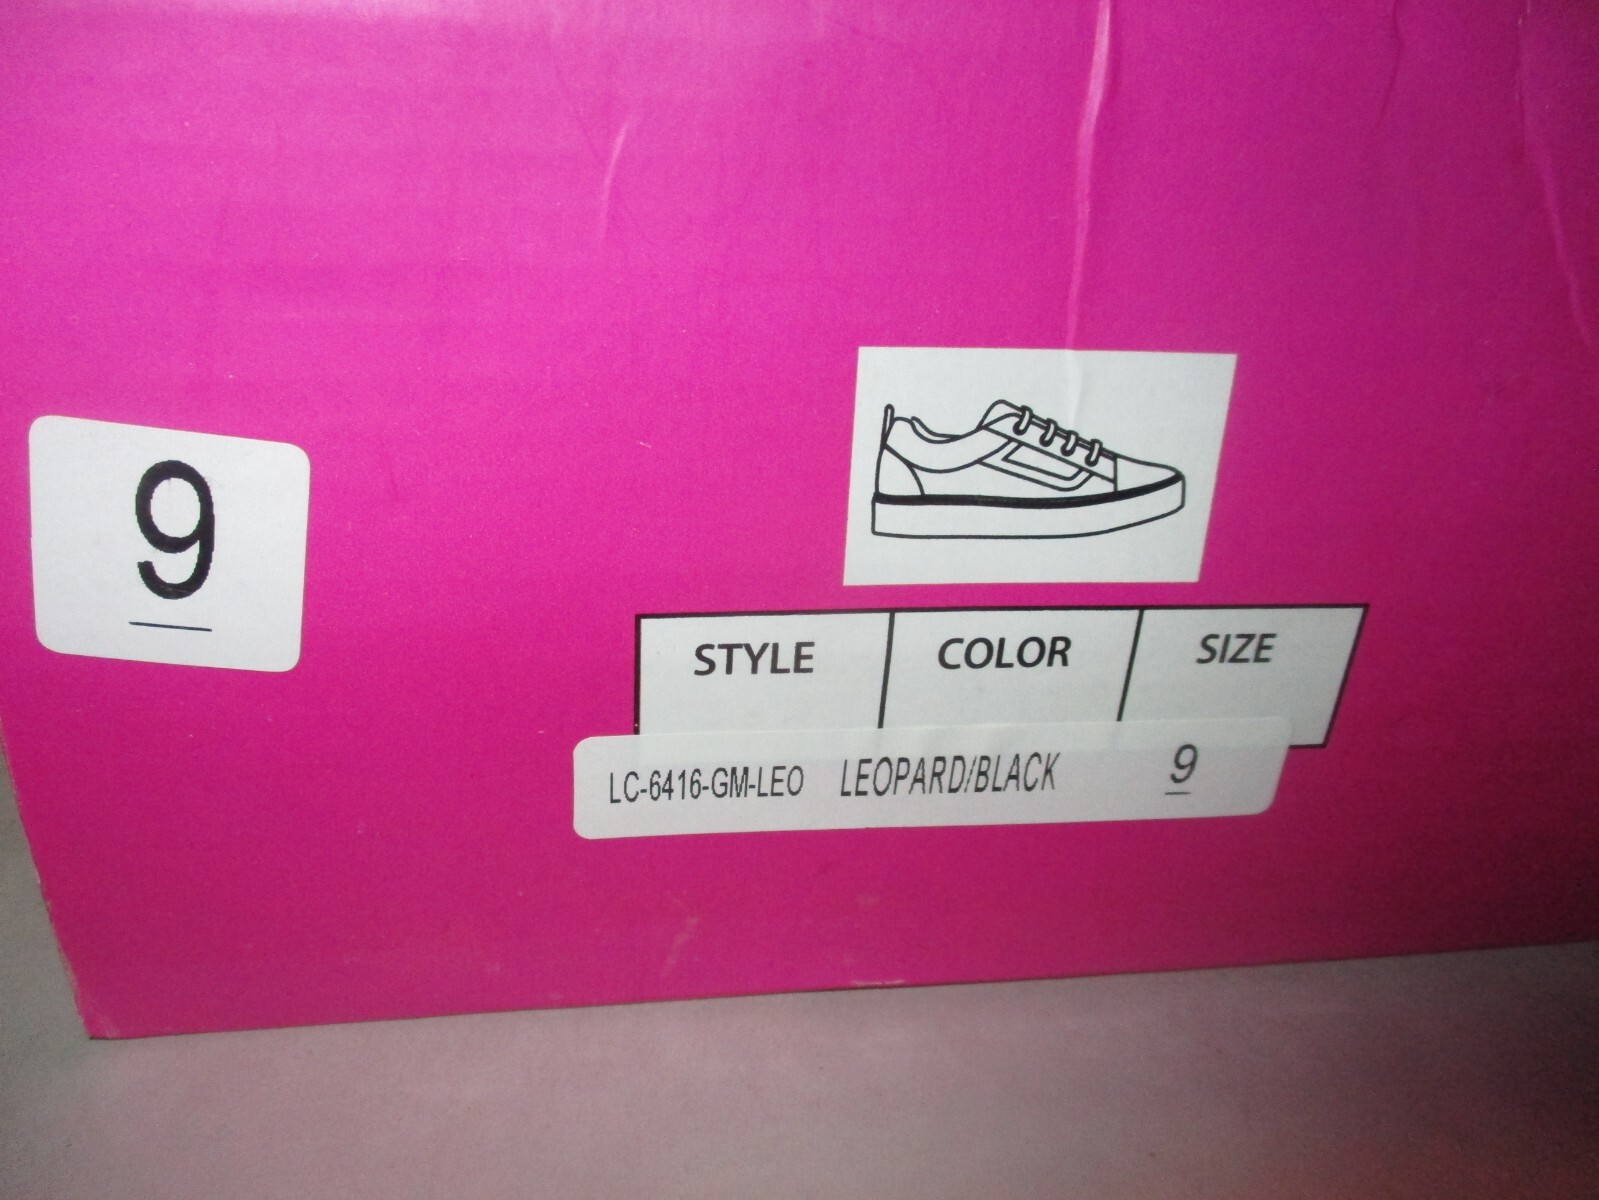 9
STYLE COLOR SIZE
LC-6416-GM-LEO LEOPARD/BLACK 9